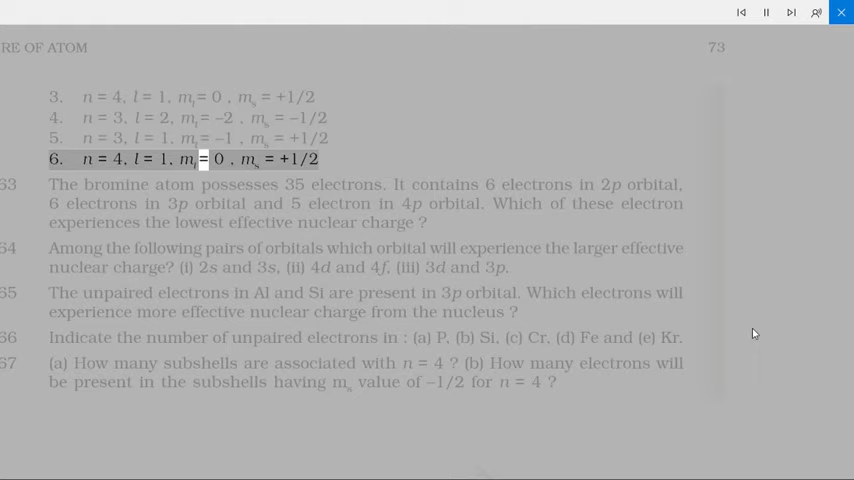 RE OF ATOM 73
3. n = 4, l = 1, ml= 0 , ms = +1/2
4. n = 3, l = 2, ml= –2 , ms = –1/2
5. n = 3, l = 1, ml= –1 , ms = +1/2
6. n = 4, l = 1, ml= 0 , ms = +1/2
63 The bromine atom possesses 35 electrons. It contains 6 electrons in 2p orbital,
6 electrons in 3p orbital and 5 electron in 4p orbital. Which of these electron
experiences the lowest effective nuclear charge ?
64 Among the following pairs of orbitals which orbital will experience the larger effective
nuclear charge? (i) 2s and 3s, (ii) 4d and 4f, (iii) 3d and 3p.
65 The unpaired electrons in Al and Si are present in 3p orbital. Which electrons will
experience more effective nuclear charge from the nucleus ?
66 Indicate the number of unpaired electrons in : (a) P, (b) Si, (c) Cr, (d) Fe and (e) Kr.
67 (a) How many subshells are associated with n = 4 ? (b) How many electrons will
be present in the subshells having ms value of –1/2 for n = 4 ?